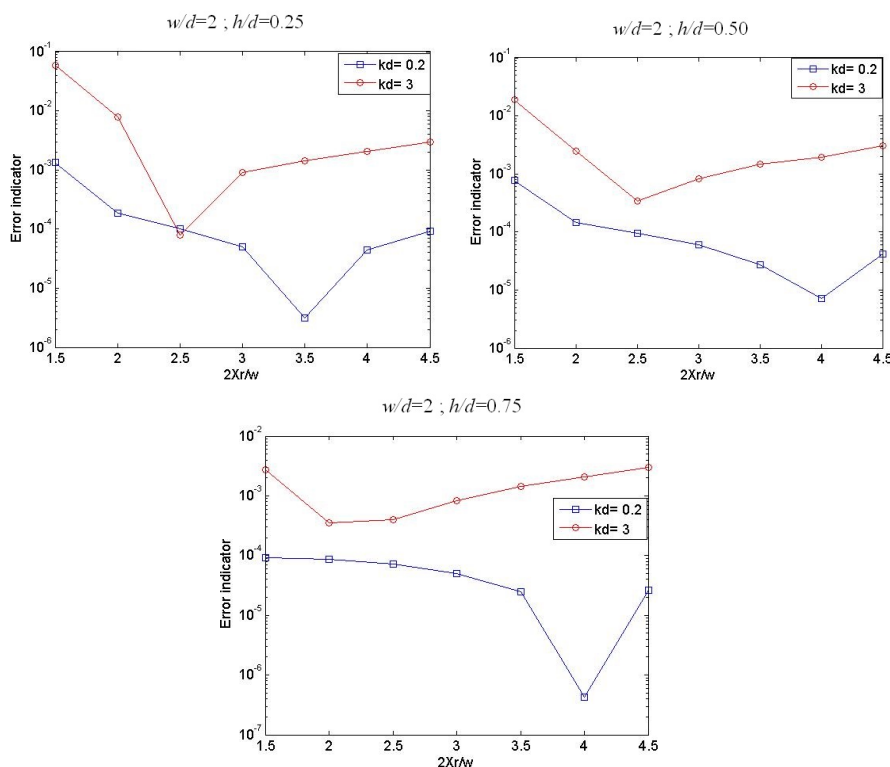 w/d=2 ; h/d=0.25
10^-1
10^-2
10^-3
10^-4
10^-5
10^-6
Error indicator
kd= 0.2
kd= 3
1.5 2 2.5 3 3.5 4 4.5
2Xr/w
w/d=2 ; h/d=0.50
10^-1
10^-2
10^-3
10^-4
10^-5
10^-6
Error indicator
kd= 0.2
kd= 3
1.5 2 2.5 3 3.5 4 4.5
2Xr/w
w/d=2 ; h/d=0.75
10^-2
10^-3
10^-4
10^-5
10^-6
10^-7
Error indicator
kd= 0.2
kd= 3
1.5 2 2.5 3 3.5 4 4.5
2Xr/w